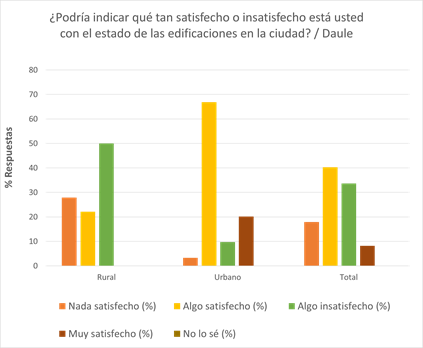 ¿Podría indicar qué tan satisfecho o insatisfecho está usted
con el estado de las edificaciones en la ciudad? / Daule
80
70
60
50
40
30
20
10
0
% Respuestas
Rural Urbano Total
Nada satisfecho (%) Algo satisfecho (%) Algo insatisfecho (%)
Muy satisfecho (%) No lo sé (%)